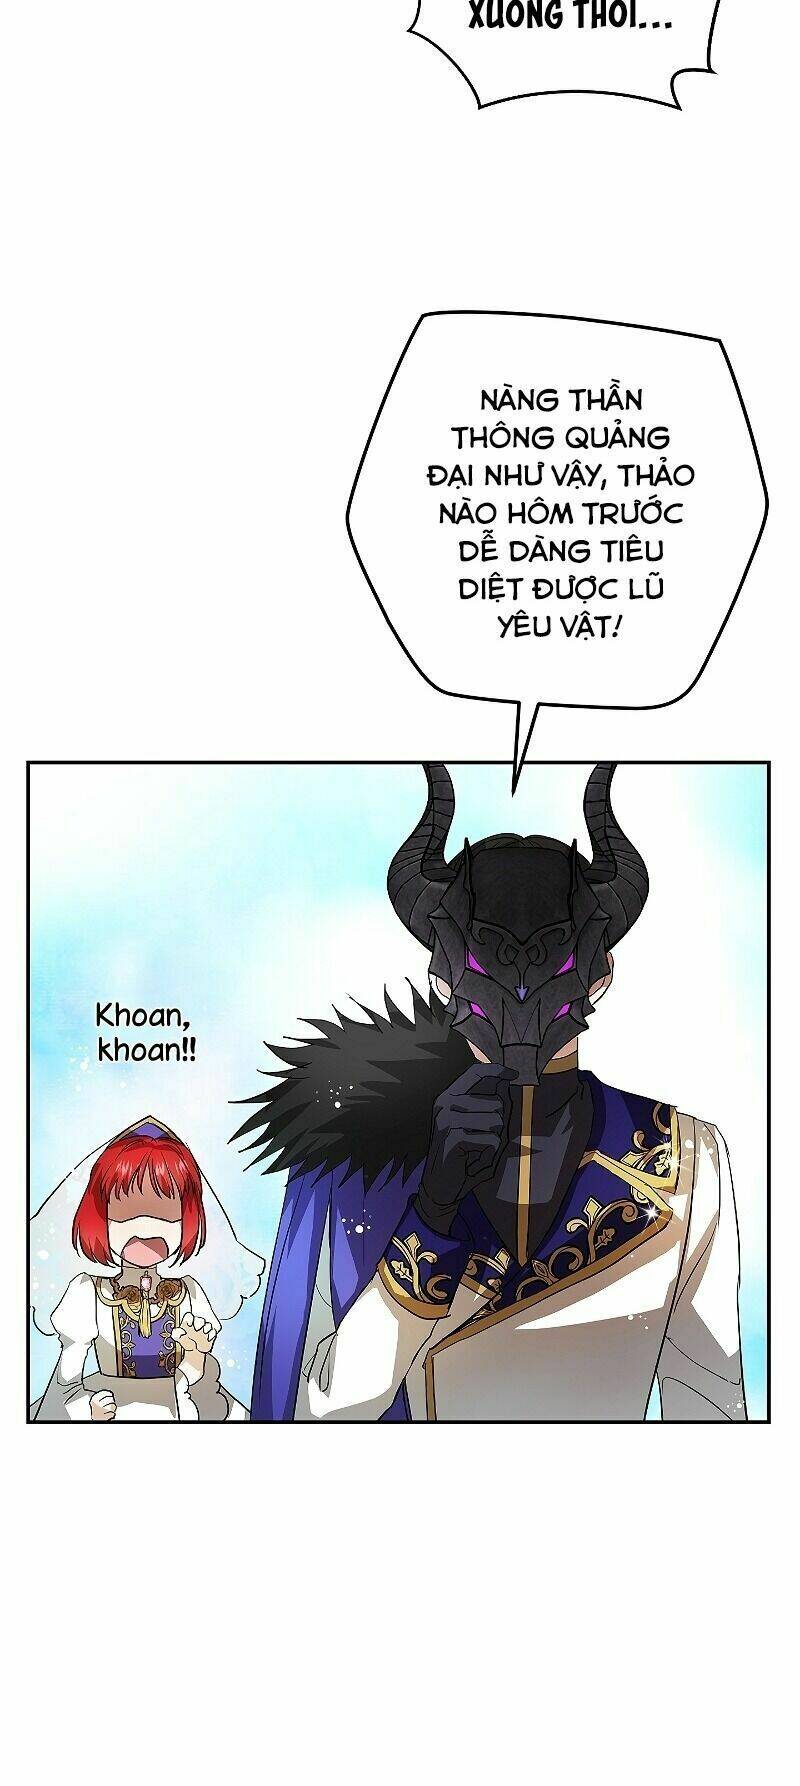 XUỐNG THÔI...
NÀNG THẦN
THÔNG QUẢNG
ĐẠI NHƯ VẬY, THẢO
NÀO HÔM TRƯỚC
DỄ DÀNG TIÊU
DIỆT ĐƯỢC LŨ
YÊU VẬT!
Khoan,
khoan!!